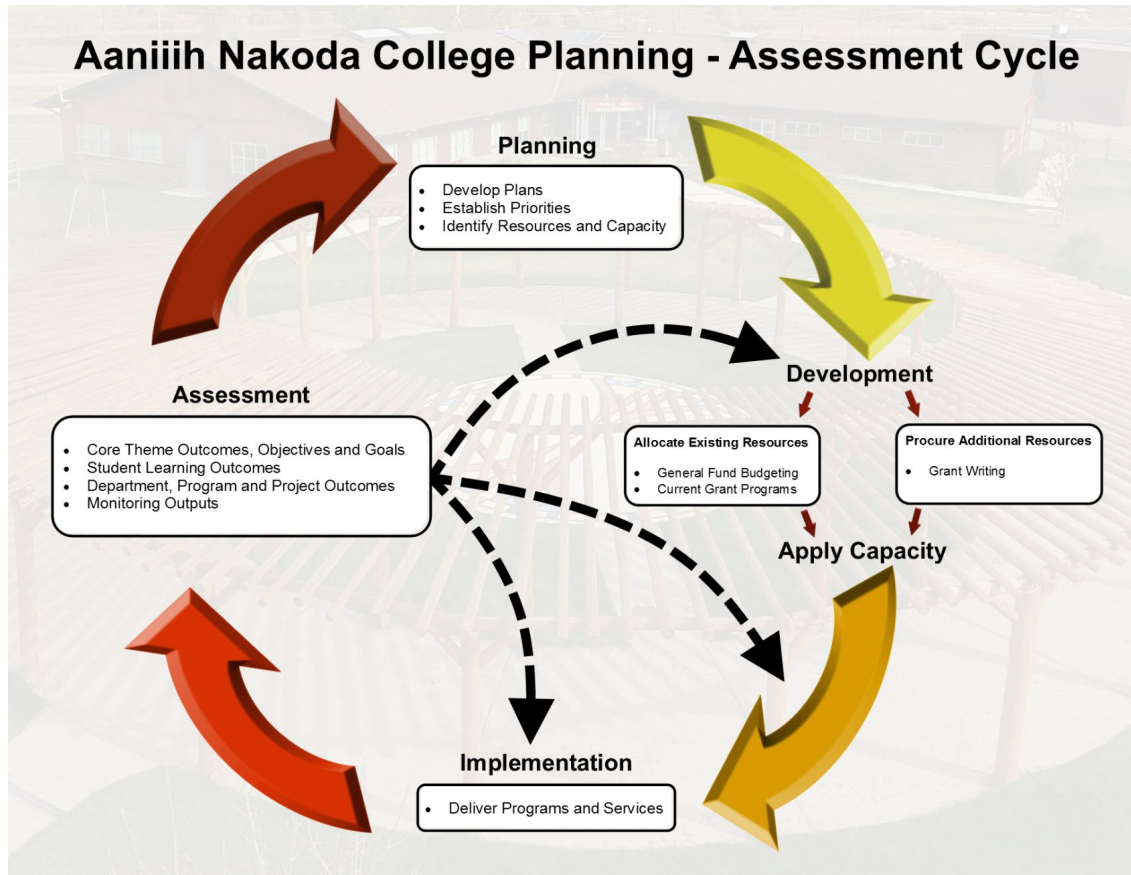 Aaniiih Nakoda College Planning - Assessment Cycle
Planning
• Develop Plans
• Establish Priorities
• Identify Resources and Capacity
Development
Assessment
• Core Theme Outcomes, Objectives and Goals
• Student Learning Outcomes
• Department, Program and Project Outcomes
• Monitoring Outputs
Allocate Existing Resources
• General Fund Budgeting
• Current Grant Programs
Procure Additional Resources
• Grant Writing
Apply Capacity
Implementation
• Deliver Programs and Services